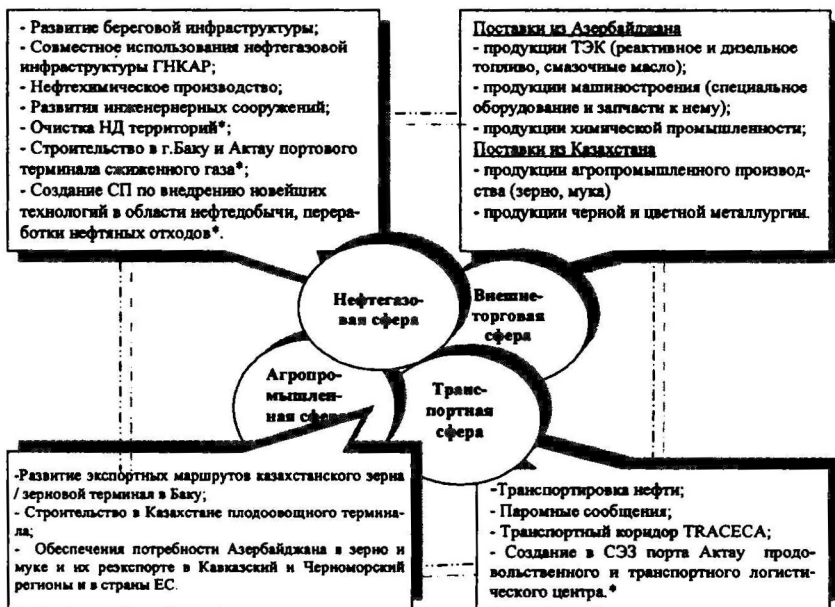 - Развитие береговой инфраструктуры;
- Совместное использования нефтегазовой
инфраструктуры ГНКАР;
- Нефтехимическое производство;
- Развития инженернерных сооружений;
- Очистка НД территорий*;
- Строительство в г.Баку и Актау портового
терминала сжиженного газа*;
- Создание СП по внедрению новейших
технологий в области нефтедобычи, перера-
ботки нефтяных отходов*.
Поставки из Азербайджана
- продукции ТЭК (реактивное и дизельное
топливо, смазочные масло);
- продукции машиностроения (специальное
оборудование и запчасти к нему);
- продукции химической промышленности;
Поставки из Казахстана
- продукции агропромышленного производ-
ства (зерно, мука)
- продукции черной и цветной металлургии.
Нефтегазо-
вая сфера
Внешне-
торговая
сфера
Агропро-
мышлен-
ная сфера
Транс-
портная
сфера
-Развитие экспортных маршрутов казахстанского зерна
/ зерновой терминал в Баку;
- Строительство в Казахстане плодоовощного термина-
ла;
- Обеспечения потребности Азербайджана в зерно и
муке и их реэкспорте в Кавказский и Черноморский
регионы и в страны ЕС.
-Транспортировка нефти;
- Паромные сообщения;
- Транспортный коридор TRACECA;
- Создание в СЭЗ порта Актау продо-
вольственного и транспортного логисти-
ческого центра.*